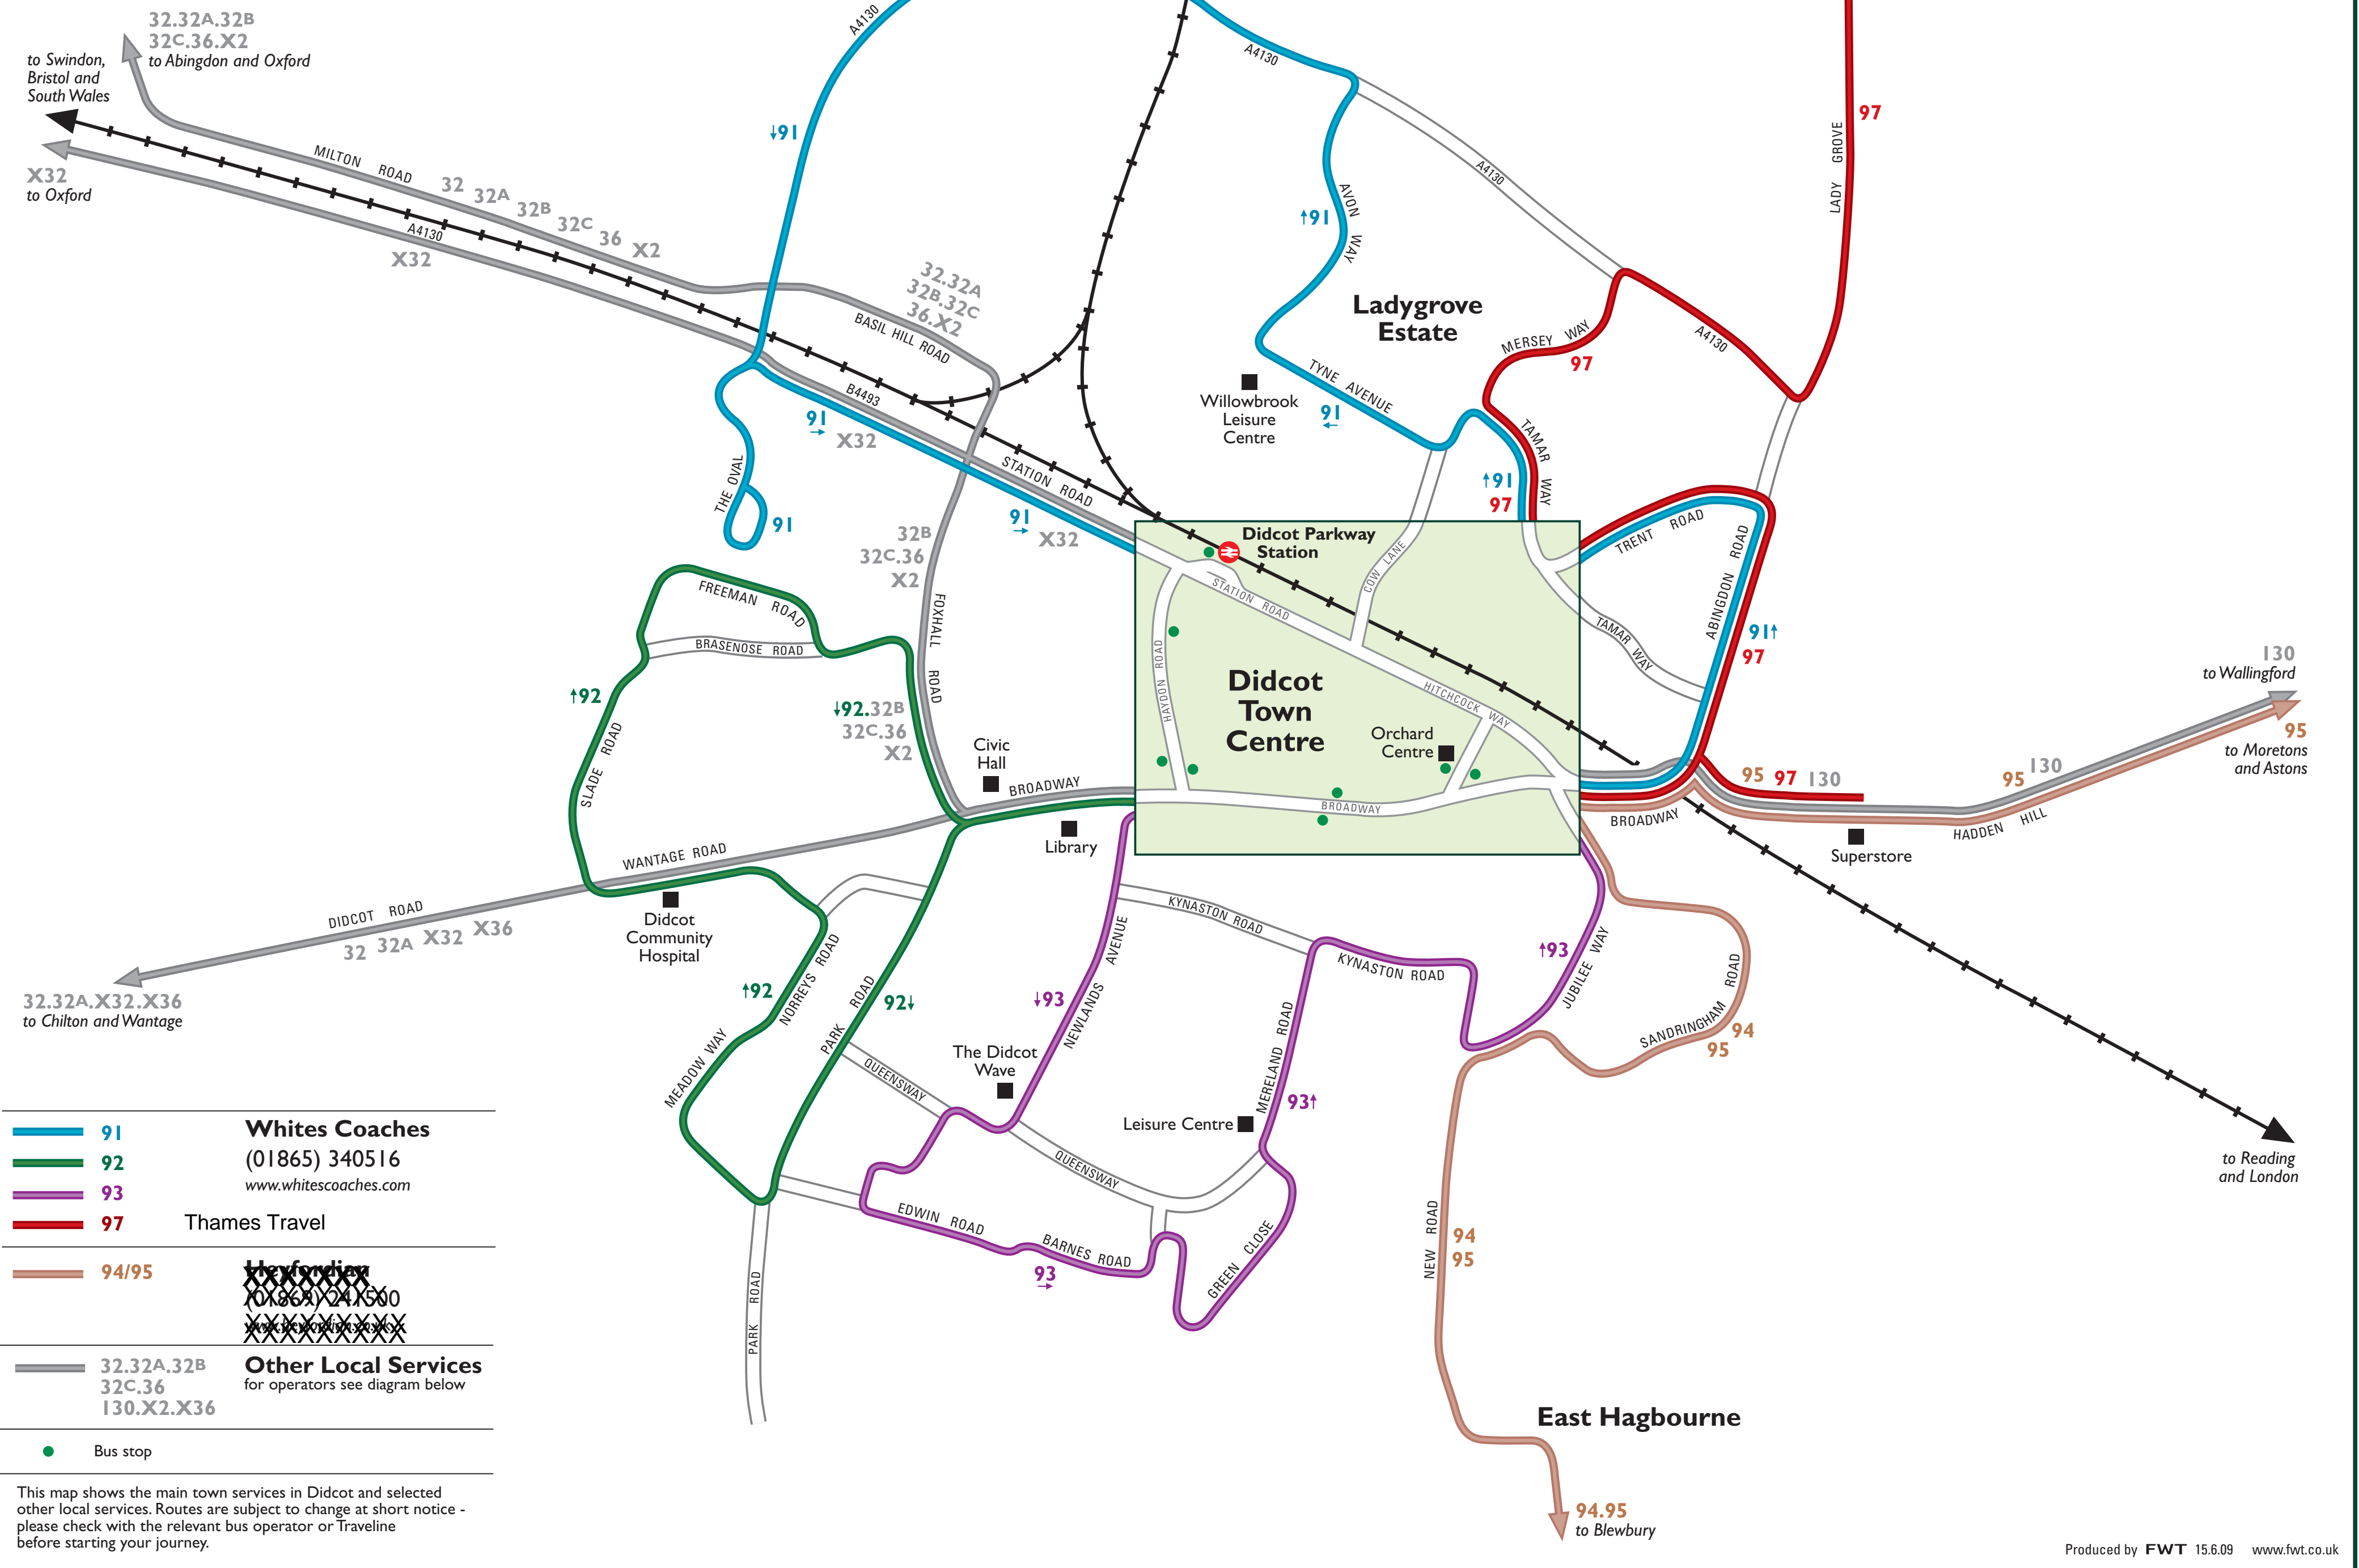 32.32A.32B
32C.36.X2
to Abingdon and Oxford
to Swindon,
Bristol and
South Wales
X32
to Oxford
MILTON ROAD
32 32A 32B 32C 36 X2
A4130
X32
A4130
↓91
A4130
97
LADY GROVE
A4130
AVON WAY
↑91
Ladygrove
Estate
MERSEY WAY
97
A4130
32.32A
32B.32C
36.X2
BASIL HILL ROAD
B4493
91
→
X32
Willowbrook
Leisure
Centre
TYNE AVENUE
91
←
TAMAR WAY
↑91
97
THE OVAL
91
STATION ROAD
91
→
X32
32B
32C.36
X2
FOXHALL ROAD
Didcot Parkway
Station
COW LANE
STATION ROAD
HAYDON ROAD
TRENT ROAD
ABINGDON ROAD
TAMAR WAY
91↑
97
FREEMAN ROAD
BRASENOSE ROAD
↑92
SLADE ROAD
↓92.32B
32C.36
X2
Civic
Hall
BROADWAY
Library
Didcot
Town
Centre
HITCHCOCK WAY
Orchard
Centre
BROADWAY
BROADWAY
95 97 130
95 130
HADDEN HILL
Superstore
130
to Wallingford
95
to Moretons
and Astons
WANTAGE ROAD
DIDCOT ROAD
32 32A X32 X36
Didcot
Community
Hospital
32.32A.X32.X36
to Chilton and Wantage
↑92
NORREYS ROAD
MEADOW WAY
PARK ROAD
92↓
QUEENSWAY
The Didcot
Wave
↓93
NEWLANDS AVENUE
KYNASTON ROAD
KYNASTON ROAD
↑93
JUBILEE WAY
SANDRINGHAM ROAD
94
95
MERELAND ROAD
93↑
Leisure Centre
QUEENSWAY
EDWIN ROAD
BARNES ROAD
93
→
GREEN CLOSE
PARK ROAD
NEW ROAD
94
95
to Reading
and London
East Hagbourne
94.95
to Blewbury
91
92
93
Whites Coaches
(01865) 340516
www.whitescoaches.com
97 Thames Travel
94/95
Heyfordian
(01869) 241500
32.32A.32B
32C.36
130.X2.X36
Other Local Services
for operators see diagram below
Bus stop
This map shows the main town services in Didcot and selected
other local services. Routes are subject to change at short notice -
please check with the relevant bus operator or Traveline
before starting your journey.
Produced by FWT 15.6.09 www.fwt.co.uk